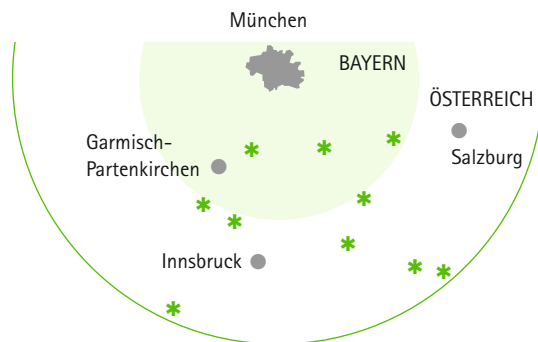 München
BAYERN
ÖSTERREICH
Garmisch-
Partenkirchen
Salzburg
Innsbruck